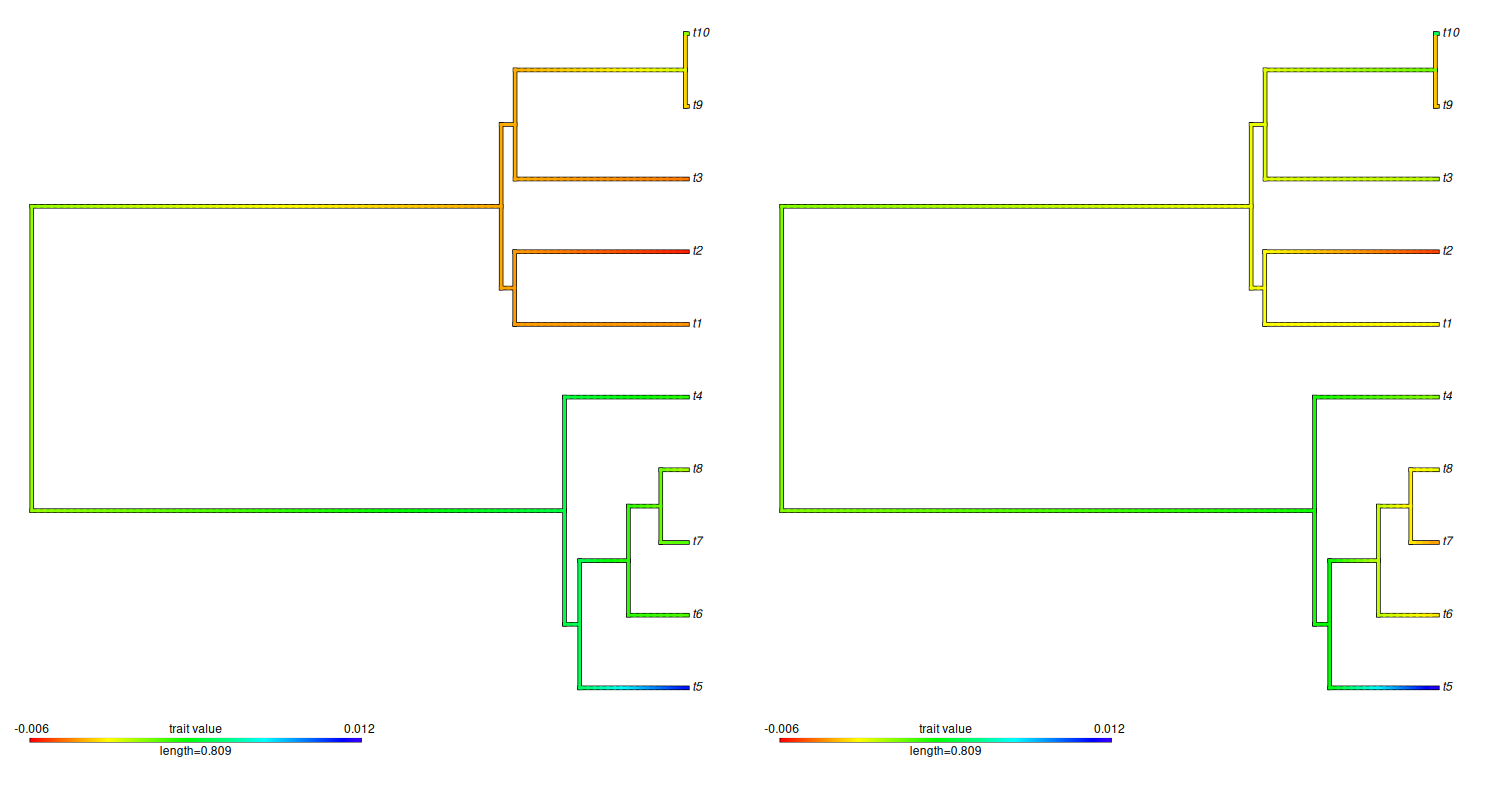 t10
t9
t3
t2
t1
t4
t8
t7
t6
t5
-0.006 trait value 0.012
length=0.809
t10
t9
t3
t2
t1
t4
t8
t7
t6
t5
-0.006 trait value 0.012
length=0.809